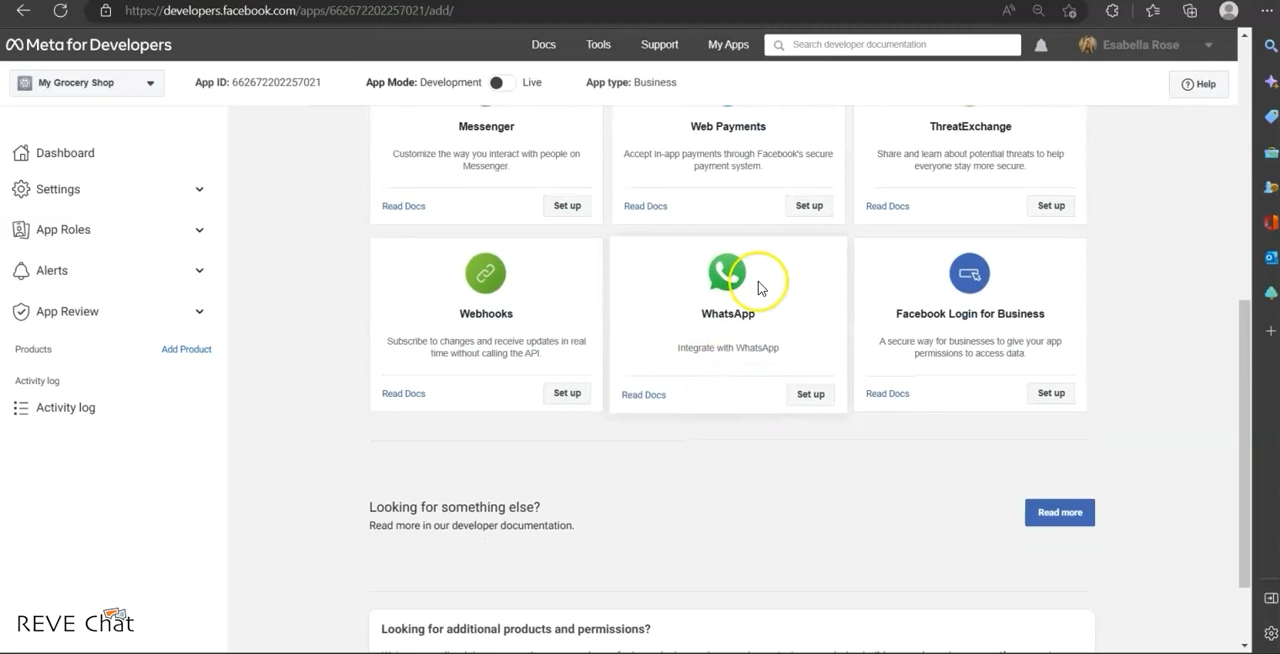 https://developers.facebook.com/apps/662672202257021/add/
Meta for Developers
Docs
Tools
Support
My Apps
Search developer documentation
Esabella Rose
My Grocery Shop
App ID: 662672202257021
App Mode: Development
Live
App type: Business
Help
Dashboard
Settings
App Roles
Alerts
App Review
Products
Add Product
Activity log
Activity log
Messenger
Customize the way you interact with people on
Messenger.
Read Docs
Set up
Web Payments
Accept in-app payments through Facebook's secure
payment system.
Read Docs
Set up
ThreatExchange
Share and learn about potential threats to help
everyone stay more secure.
Read Docs
Set up
Webhooks
Subscribe to changes and receive updates in real
time without calling the API.
Read Docs
Set up
WhatsApp
Integrate with WhatsApp
Read Docs
Set up
Facebook Login for Business
A secure way for businesses to give your app
permissions to access data.
Read Docs
Set up
Looking for something else?
Read more in our developer documentation.
Read more
Looking for additional products and permissions?
REVE Chat